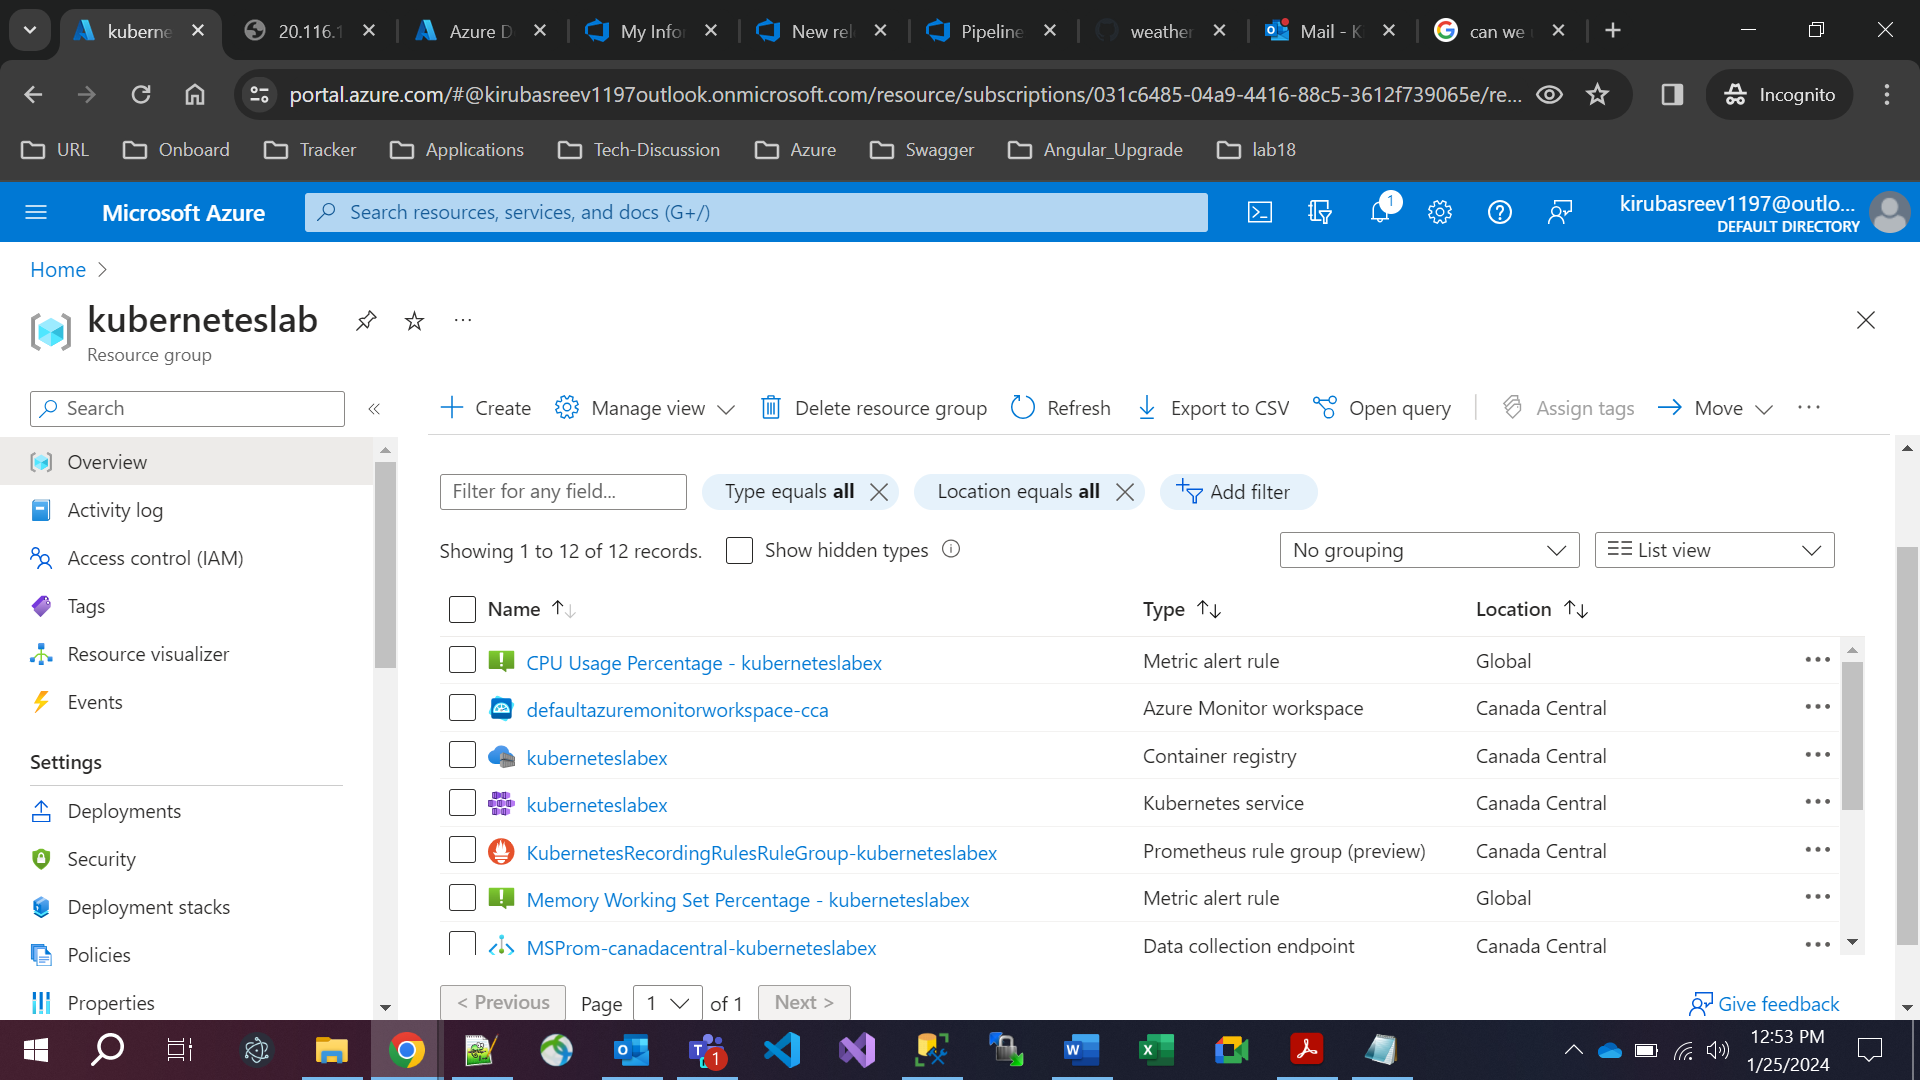 kuberne
20.116.1
Azure D
My Infor
New rel
Pipeline
weather
Mail - K
can we
portal.azure.com/#@kirubasreev1197outlook.onmicrosoft.com/resource/subscriptions/031c6485-04a9-4416-88c5-3612f739065e/re...
Incognito
URL
Onboard
Tracker
Applications
Tech-Discussion
Azure
Swagger
Angular_Upgrade
lab18
Microsoft Azure
Search resources, services, and docs (G+/)
1
kirubasreev1197@outlo...
DEFAULT DIRECTORY
Home
kuberneteslab
Resource group
Search
Create
Manage view
Delete resource group
Refresh
Export to CSV
Open query
Assign tags
Move
Overview
Activity log
Access control (IAM)
Tags
Resource visualizer
Events
Settings
Deployments
Security
Deployment stacks
Policies
Properties
Filter for any field...
Type equals all
Location equals all
Add filter
Showing 1 to 12 of 12 records.
Show hidden types
No grouping
List view
Name
Type
Location
CPU Usage Percentage - kuberneteslabex
Metric alert rule
Global
defaultazuremonitorworkspace-cca
Azure Monitor workspace
Canada Central
kuberneteslabex
Container registry
Canada Central
kuberneteslabex
Kubernetes service
Canada Central
KubernetesRecordingRulesRuleGroup-kuberneteslabex
Prometheus rule group (preview)
Canada Central
Memory Working Set Percentage - kuberneteslabex
Metric alert rule
Global
MSProm-canadacentral-kuberneteslabex
Data collection endpoint
Canada Central
< Previous
Page
1
of 1
Next >
Give feedback
1
12:53 PM
1/25/2024